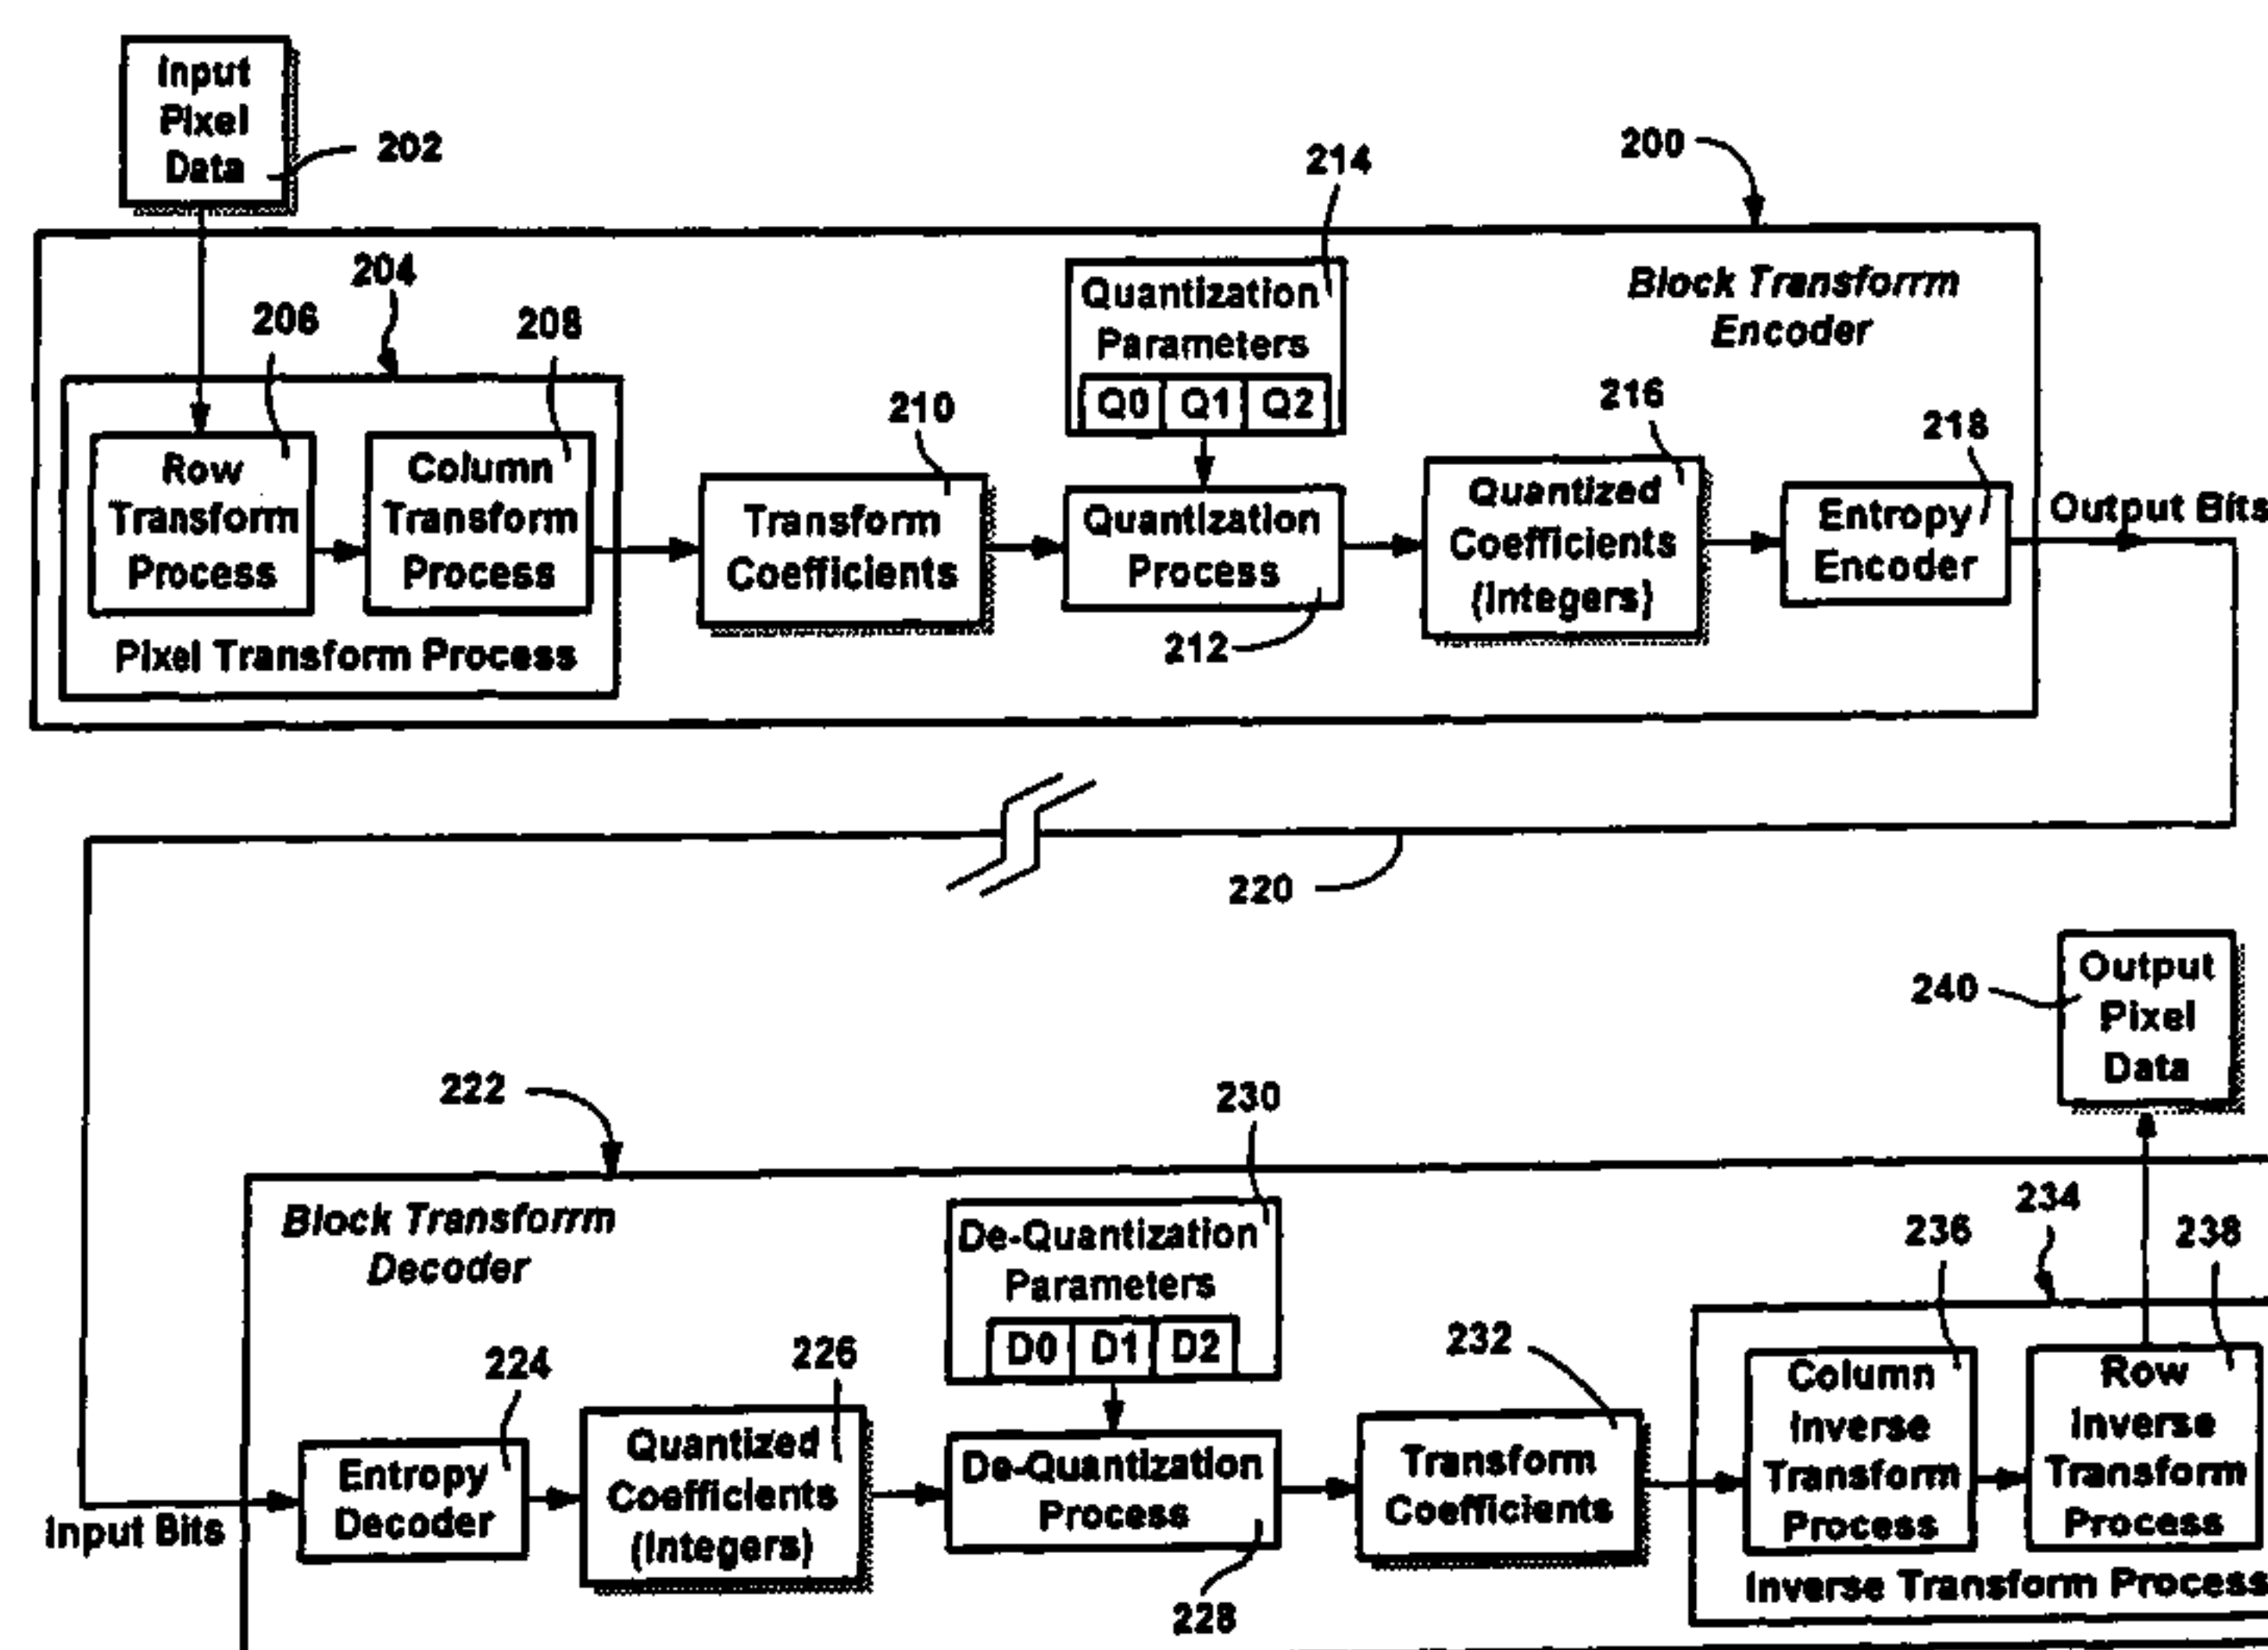 Input
Pixel
Data
202
200
214
204
206
208
Quantization
Parameters
Q0 Q1 Q2
Block Transforrm
Encoder
210
216
218
Row
Transform
Process
Column
Transform
Process
Pixel Transform Process
Transform
Coefficients
Quantization
Process
212
Quantized
Coefficients
(Integers)
Entropy
Encoder
Output Bits
220
240
Output
Pixel
Data
222
Block Transforrm
Decoder
230
De-Quantization
Parameters
D0 D1 D2
234
236
238
224
226
232
Input Bits
Entropy
Decoder
Quantized
Coefficients
(Integers)
De-Quantization
Process
228
Transform
Coefficients
Column
Inverse
Transform
Process
Row
Inverse
Transform
Process
Inverse Transform Process